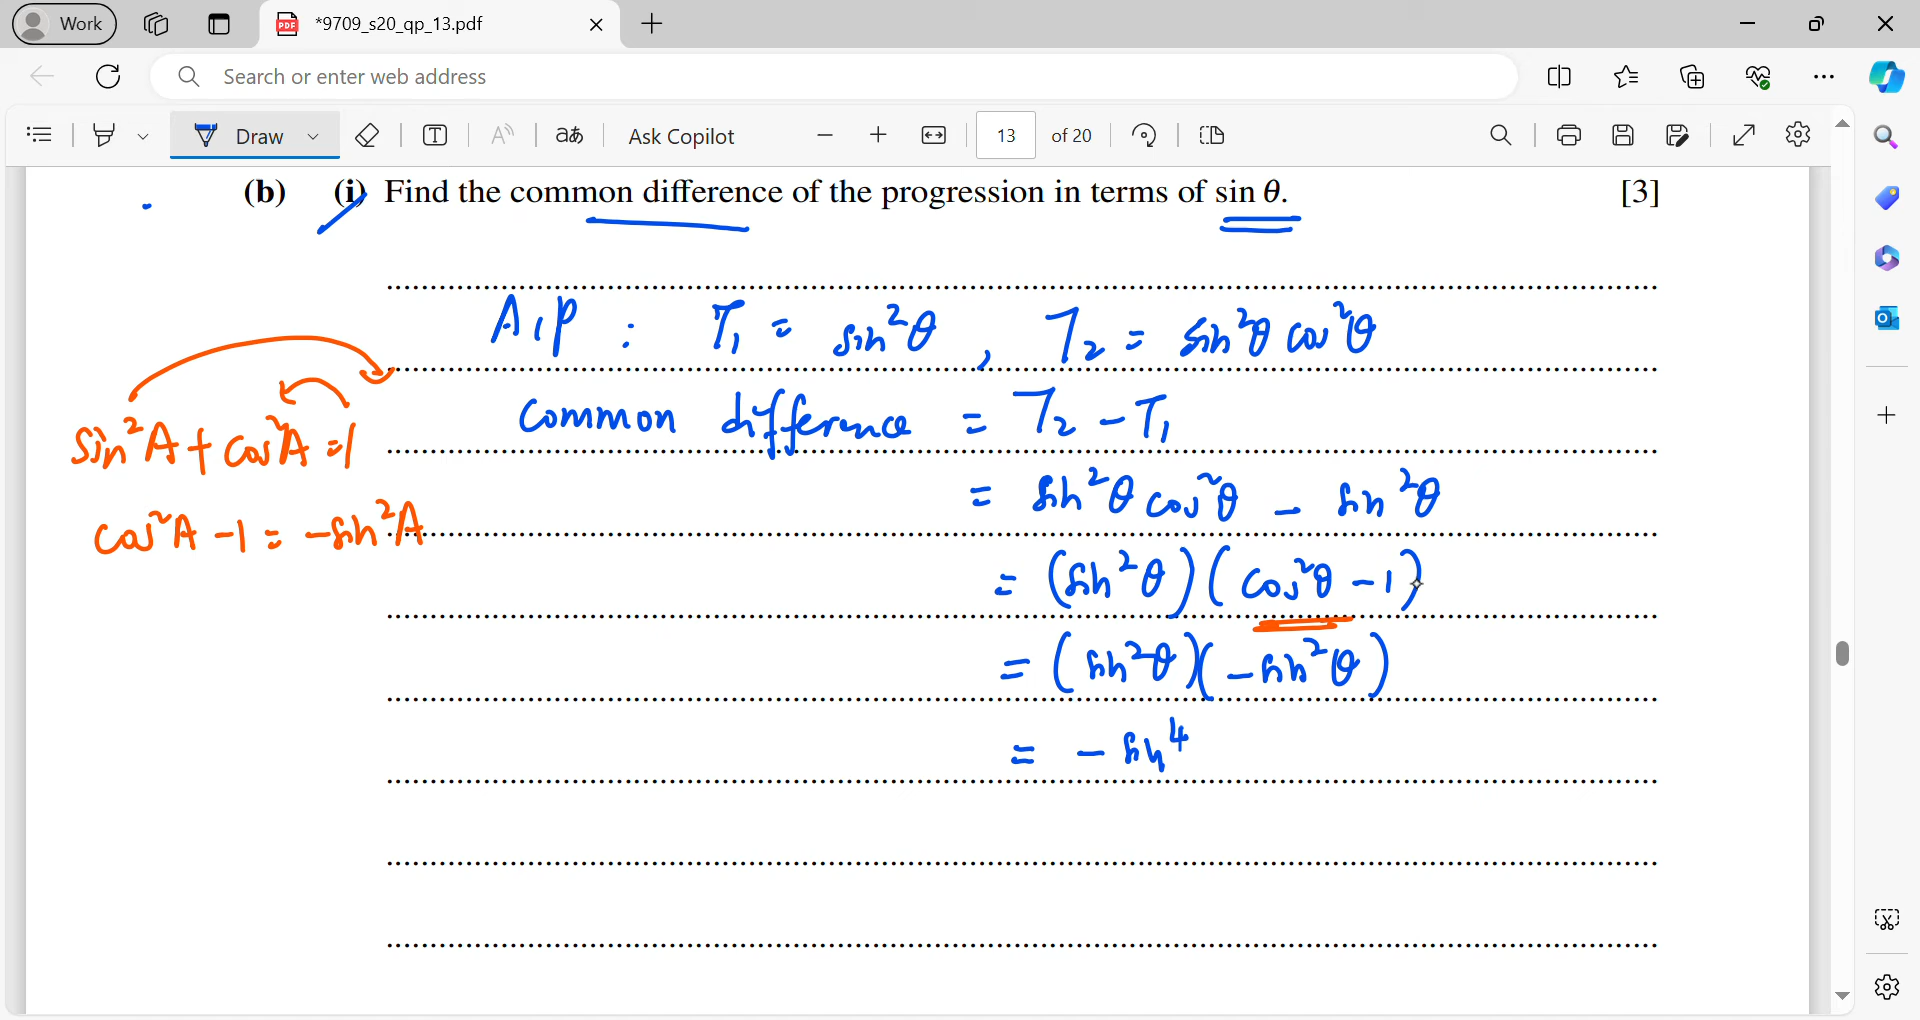 Work
*9709_s20_qp_13.pdf
Search or enter web address
Draw
T
A
aあ
Ask Copilot
13 of 20
(b) (i) Find the common difference of the progression in terms of sin θ. [3]
A,P : T₁ = sin²θ , T₂ = sin²θ cos²θ
common difference = T₂ − T₁
sin²A + cos²A = 1
= sin²θ cos²θ − sin²θ
cos²A − 1 = −sin²A
= (sin²θ)(cos²θ − 1)
= (sin²θ)(−sin²θ)
= − sin⁴